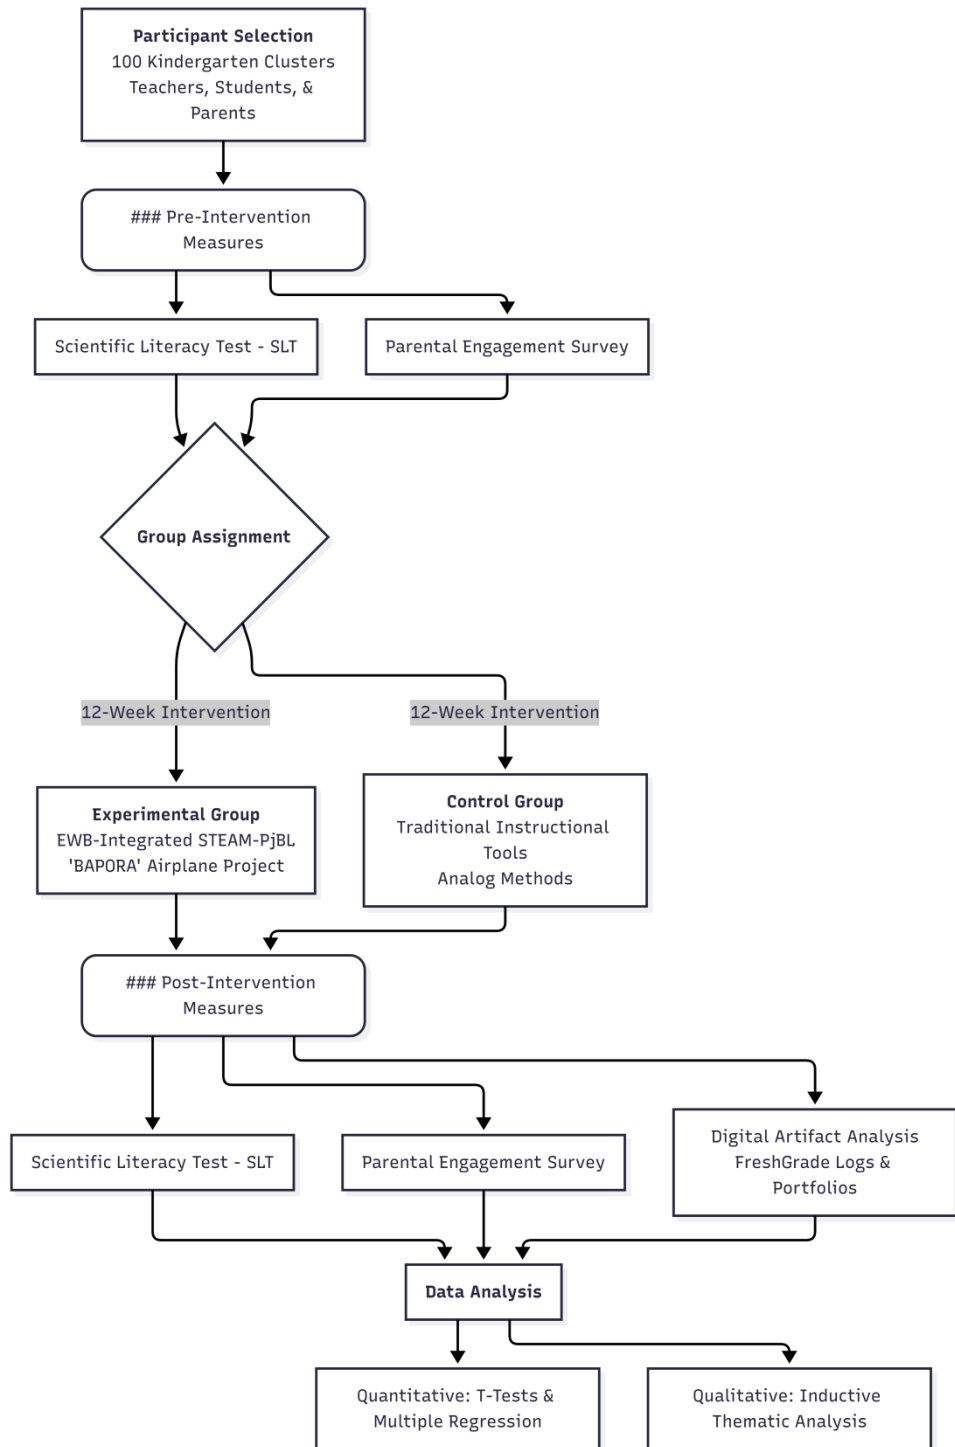 Participant Selection
100 Kindergarten Clusters
Teachers, Students, &
Parents
### Pre-Intervention
Measures
Scientific Literacy Test - SLT
Parental Engagement Survey
Group Assignment
12-Week Intervention
12-Week Intervention
Experimental Group
EWB-Integrated STEAM-PjBL
'BAPORA' Airplane Project
Control Group
Traditional Instructional
Tools
Analog Methods
### Post-Intervention
Measures
Scientific Literacy Test - SLT
Parental Engagement Survey
Digital Artifact Analysis
FreshGrade Logs &
Portfolios
Data Analysis
Quantitative: T-Tests &
Multiple Regression
Qualitative: Inductive
Thematic Analysis